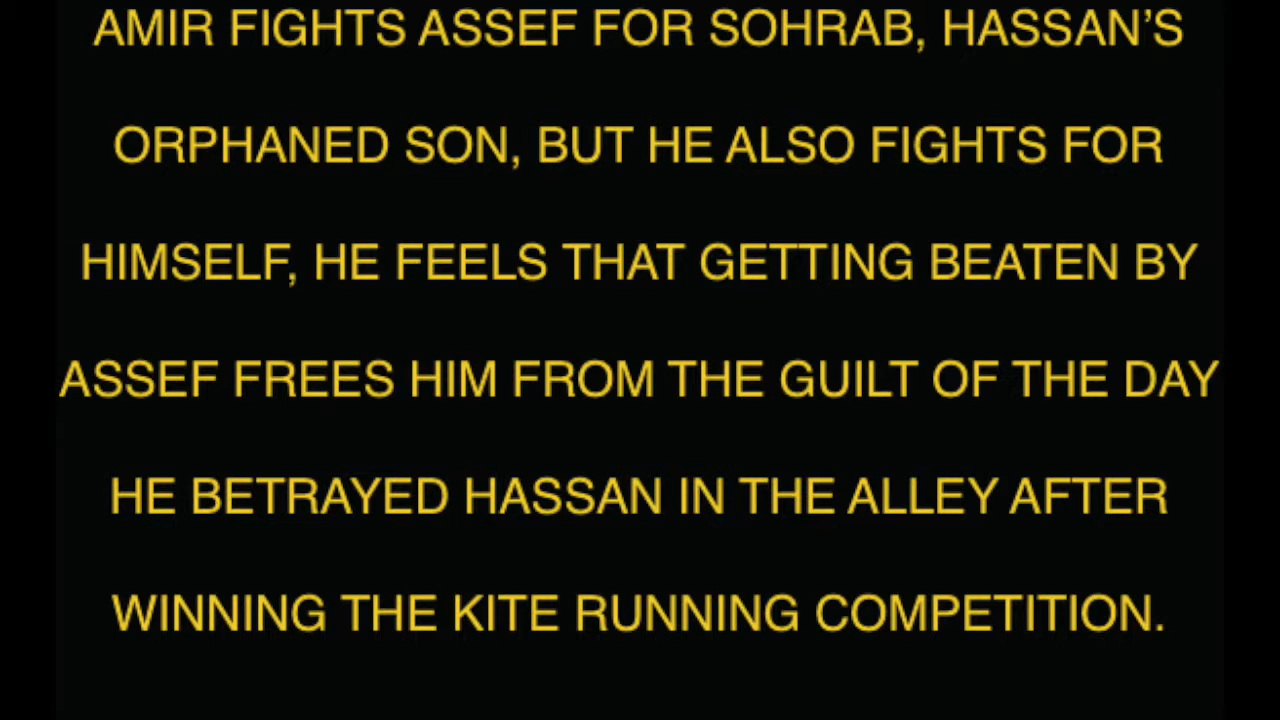 AMIR FIGHTS ASSEF FOR SOHRAB, HASSAN’S
ORPHANED SON, BUT HE ALSO FIGHTS FOR
HIMSELF, HE FEELS THAT GETTING BEATEN BY
ASSEF FREES HIM FROM THE GUILT OF THE DAY
HE BETRAYED HASSAN IN THE ALLEY AFTER
WINNING THE KITE RUNNING COMPETITION.